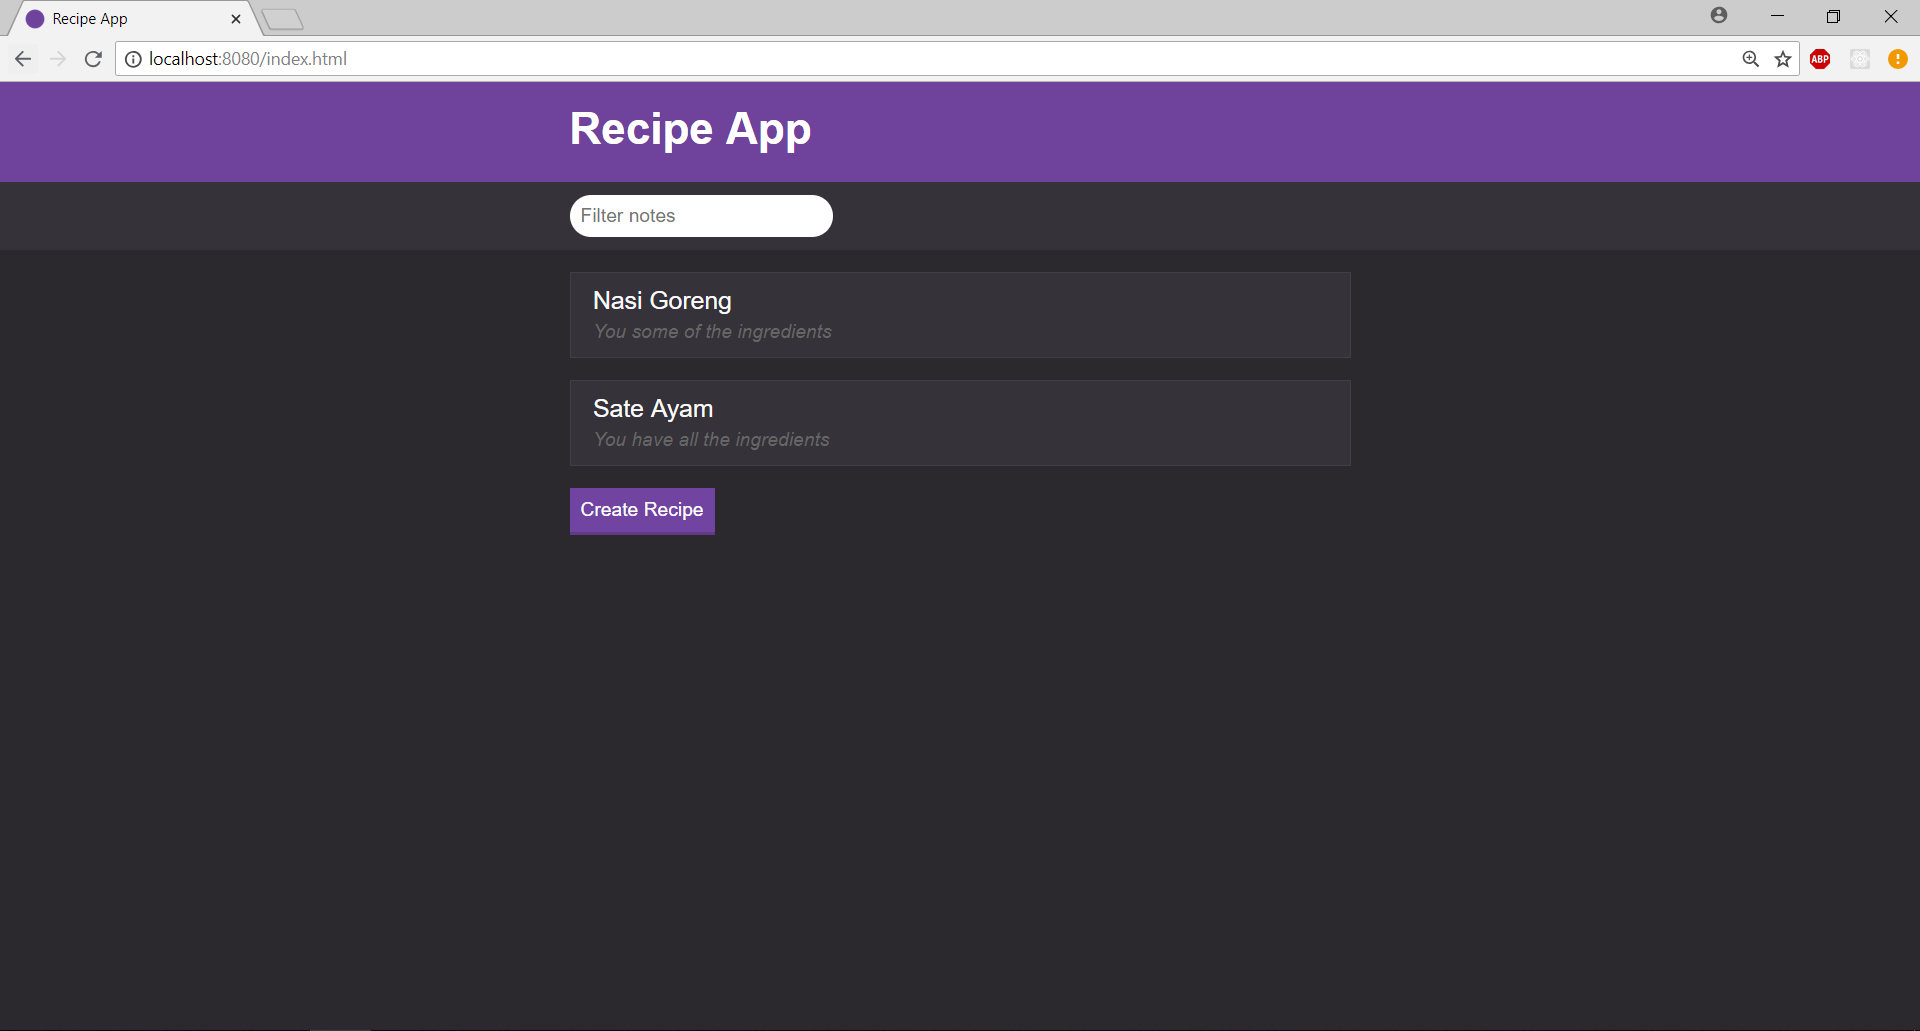 Recipe App
localhost:8080/index.html
ABP
Recipe App
Filter notes
Nasi Goreng
You some of the ingredients
Sate Ayam
You have all the ingredients
Create Recipe